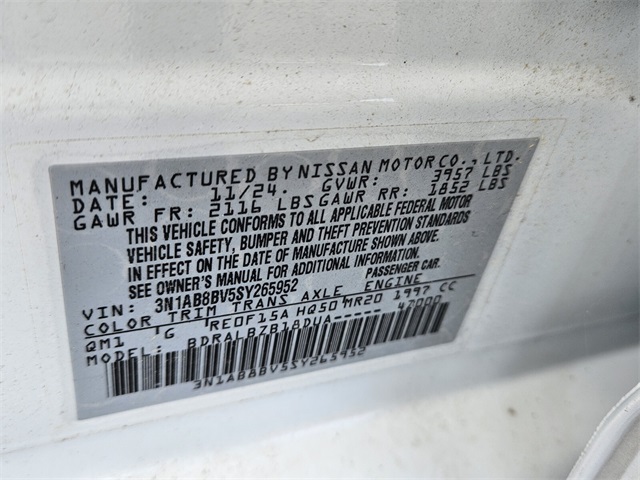 MANUFACTURED BY NISSAN MOTOR CO., LTD.
DATE: 11/24. GVWR: 3957 LBS
GAWR FR: 2116 LBS GAWR RR: 1852 LBS
THIS VEHICLE CONFORMS TO ALL APPLICABLE FEDERAL MOTOR
VEHICLE SAFETY, BUMPER AND THEFT PREVENTION STANDARDS
IN EFFECT ON THE DATE OF MANUFACTURE SHOWN ABOVE.
SEE OWNER'S MANUAL FOR ADDITIONAL INFORMATION.
VIN: 3N1AB8BV5SY265952 PASSENGER CAR.
COLOR TRIM TRANS AXLE ENGINE
QM1 G RE0F15A HQ50 MR20 1997 CC
MODEL: BDRALBZB18DUA----- 47000
3N1AB8BV5SY265952